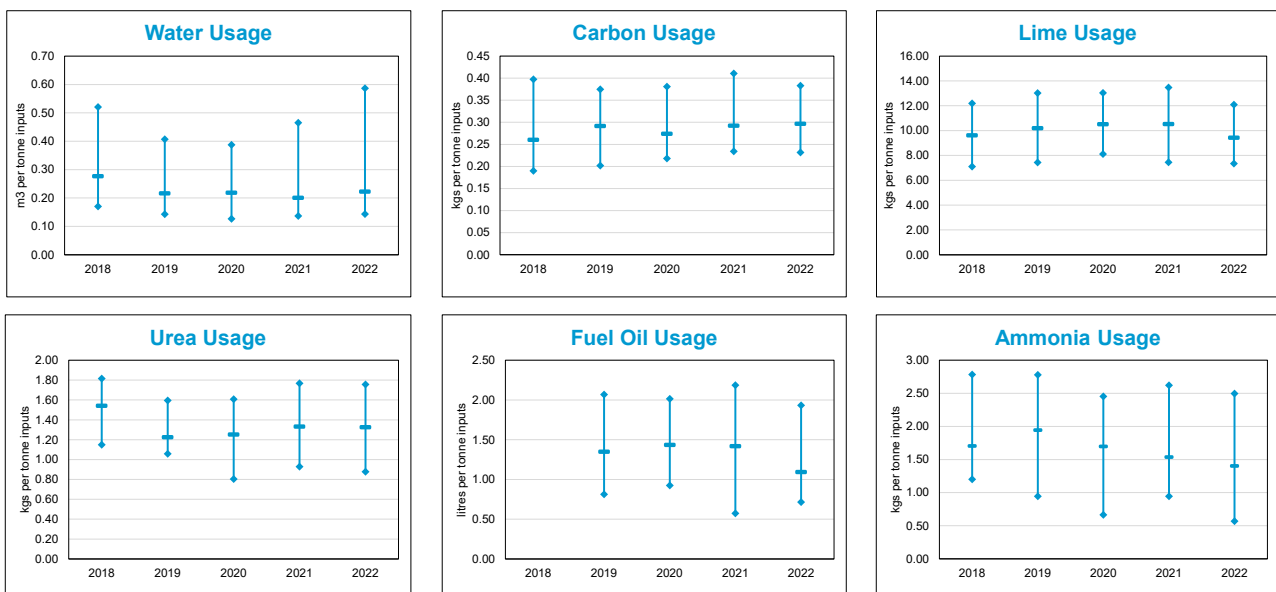 Water Usage
m3 per tonne inputs
0.70
0.60
0.50
0.40
0.30
0.20
0.10
0.00
2018 2019 2020 2021 2022
Carbon Usage
kgs per tonne inputs
0.45
0.40
0.35
0.30
0.25
0.20
0.15
0.10
0.05
0.00
2018 2019 2020 2021 2022
Lime Usage
kgs per tonne inputs
16.00
14.00
12.00
10.00
8.00
6.00
4.00
2.00
0.00
2018 2019 2020 2021 2022
Urea Usage
kgs per tonne inputs
2.00
1.80
1.60
1.40
1.20
1.00
0.80
0.60
0.40
0.20
0.00
2018 2019 2020 2021 2022
Fuel Oil Usage
litres per tonne inputs
2.50
2.00
1.50
1.00
0.50
0.00
2018 2019 2020 2021 2022
Ammonia Usage
kgs per tonne inputs
3.00
2.50
2.00
1.50
1.00
0.50
0.00
2018 2019 2020 2021 2022